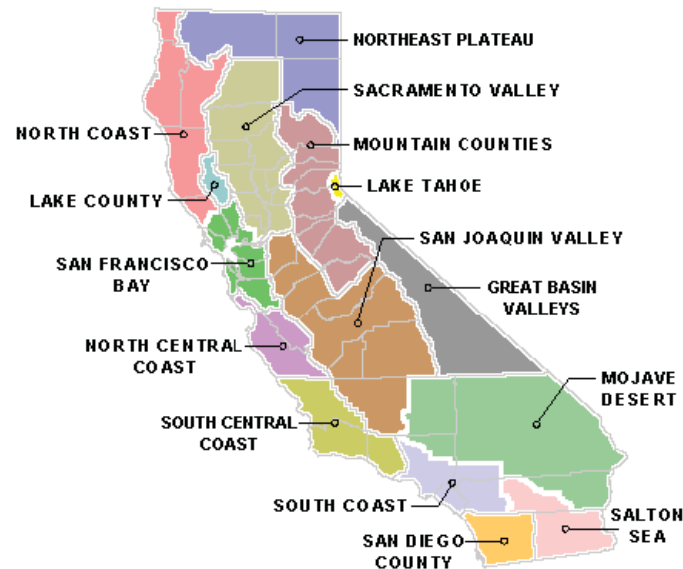 NORTHEAST PLATEAU
SACRAMENTO VALLEY
NORTH COAST
MOUNTAIN COUNTIES
LAKE TAHOE
LAKE COUNTY
SAN JOAQUIN VALLEY
SAN FRANCISCO
BAY
GREAT BASIN
VALLEYS
NORTH CENTRAL
COAST
MOJAVE
DESERT
SOUTH CENTRAL
COAST
SOUTH COAST
SALTON
SEA
SAN DIEGO
COUNTY